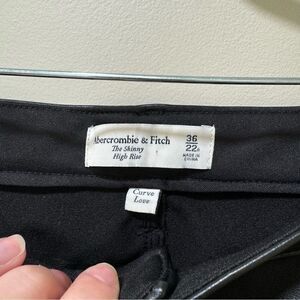 Abercrombie & Fitch
The Skinny
High Rise
36
22R
MADE IN
CHINA
Curve
Love